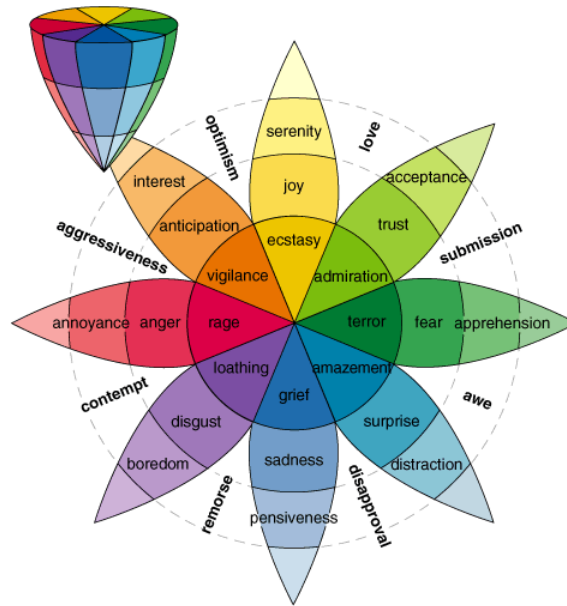 optimism
serenity
love
interest
acceptance
joy
anticipation
trust
aggressiveness
ecstasy
submission
vigilance
admiration
annoyance
anger
rage
terror
fear
apprehension
loathing
amazement
contempt
grief
awe
disgust
surprise
boredom
sadness
distraction
remorse
pensiveness
disapproval